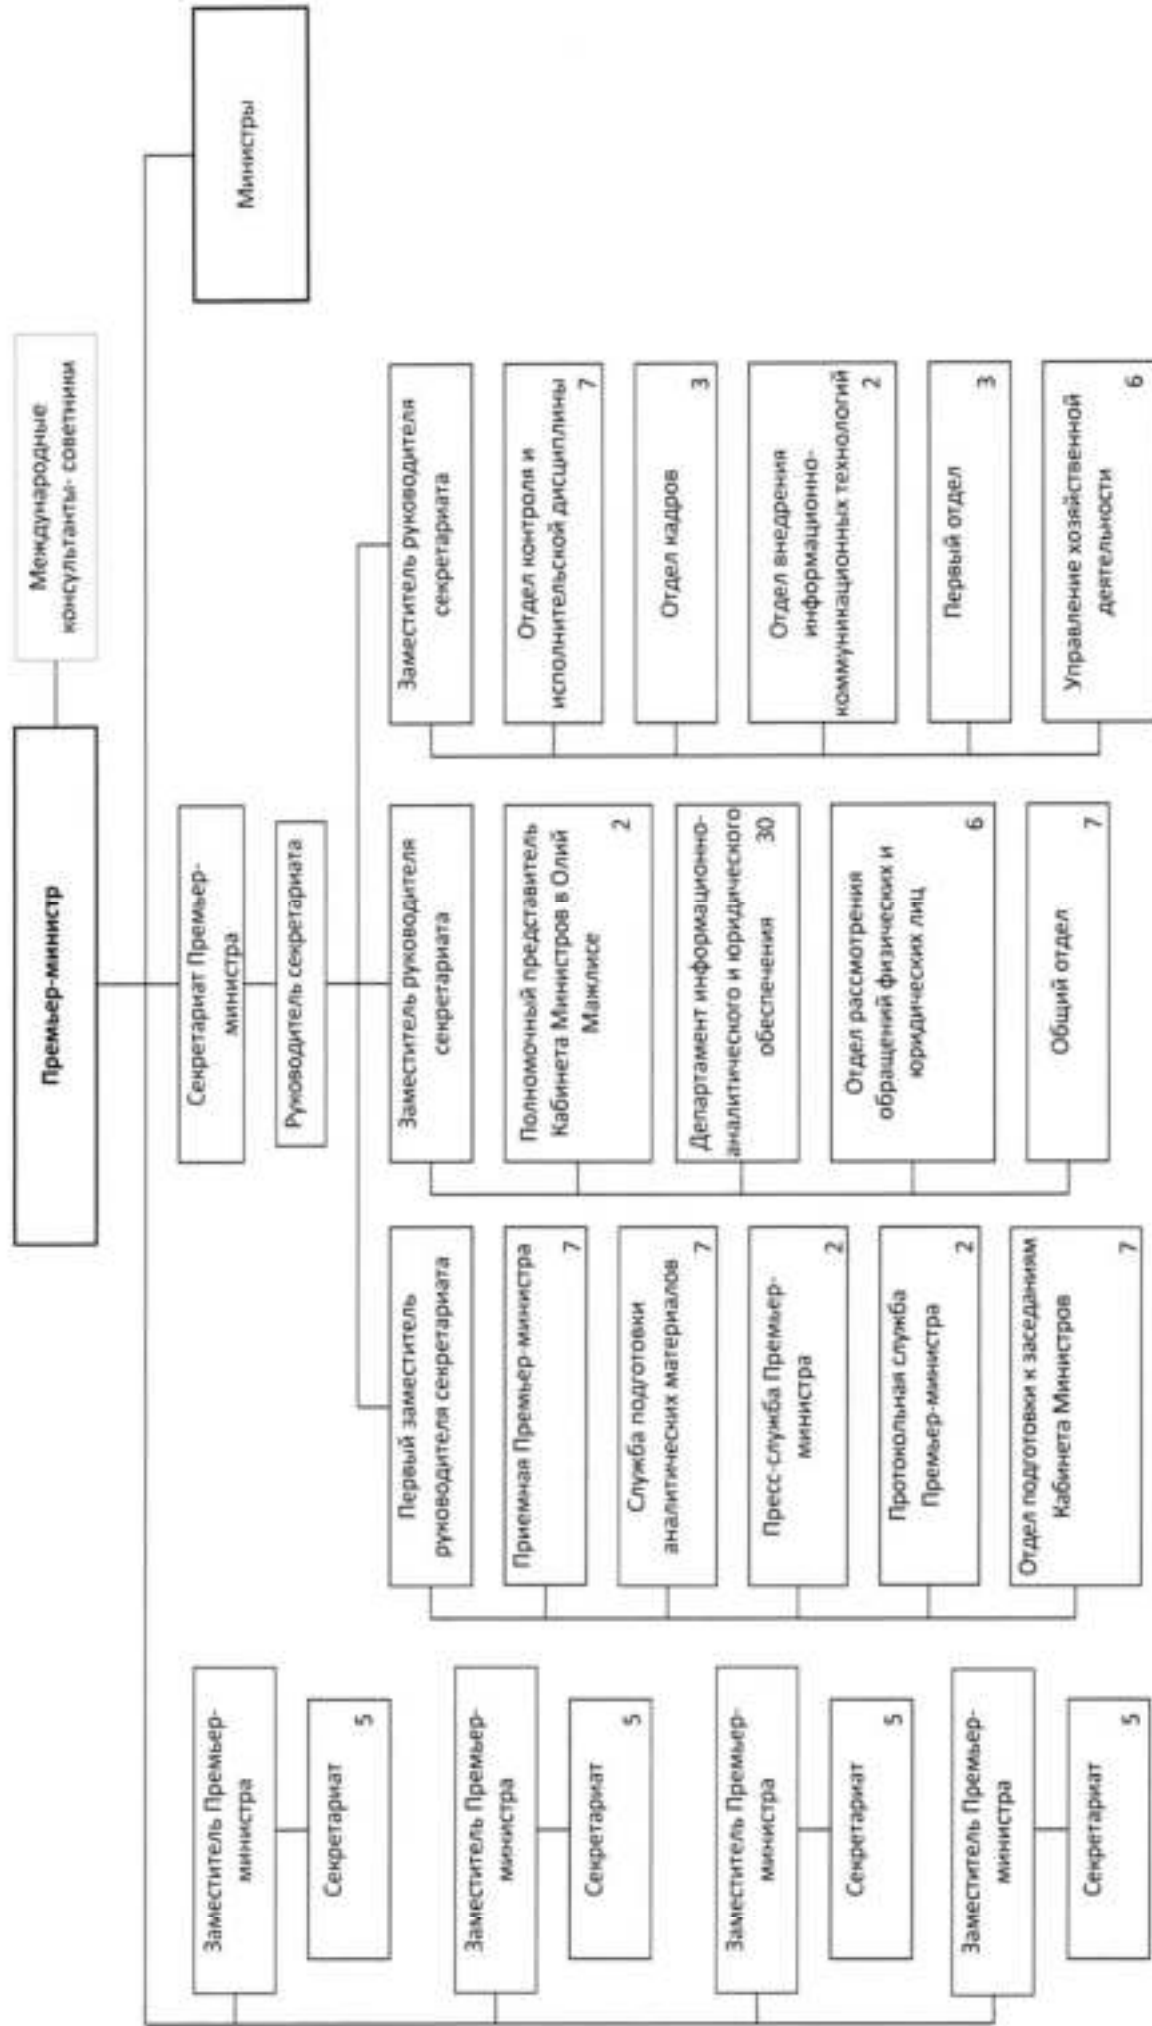 Премьер-министр
Международные
консультанты- советники
Министры
Секретариат Премьер-
министра
Руководитель секретариата
Заместитель Премьер-
министра
Секретариат
5
Заместитель Премьер-
министра
Секретариат
5
Заместитель Премьер-
министра
Секретариат
5
Заместитель Премьер-
министра
Секретариат
5
Первый заместитель
руководителя секретариата
Приемная Премьер-министра
7
Служба подготовки
аналитических материалов
7
Пресс-служба Премьер-
министра
2
Протокольная служба
Премьер-министра
2
Отдел подготовки к заседаниям
Кабинета Министров
7
Заместитель руководителя
секретариата
Полномочный представитель
Кабинета Министров в Олий
Мажлисе
2
Департамент информационно-
аналитического и юридического
обеспечения
30
Отдел рассмотрения
обращений физических и
юридических лиц
6
Общий отдел
7
Заместитель руководителя
секретариата
Отдел контроля и
исполнительской дисциплины
7
Отдел кадров
3
Отдел внедрения
информационно-
коммуникационных технологий
2
Первый отдел
3
Управление хозяйственной
деятельности
6